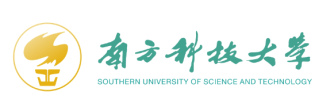 南方科技大学
SOUTHERN UNIVERSITY OF SCIENCE AND TECHNOLOGY